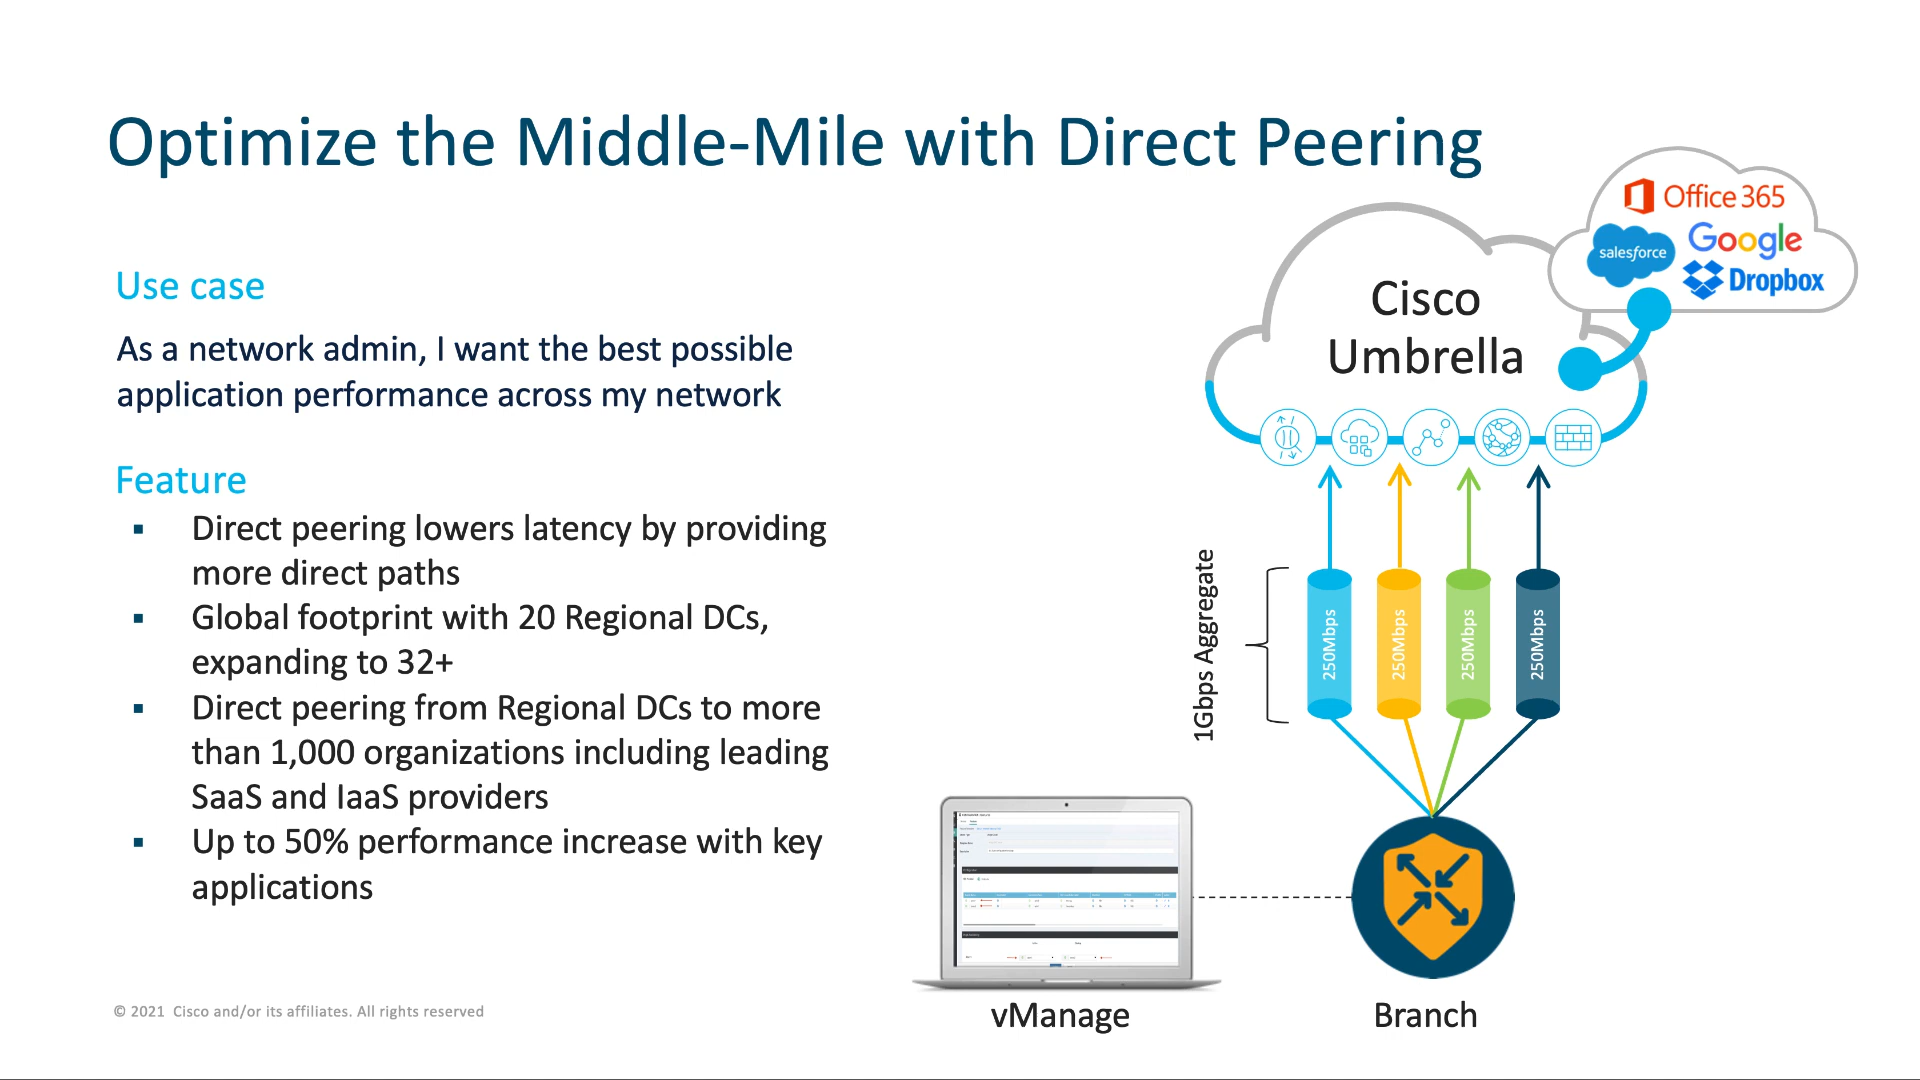 Optimize the Middle-Mile with Direct Peering
Use case
As a network admin, I want the best possible
application performance across my network
Feature
▪ Direct peering lowers latency by providing
more direct paths
▪ Global footprint with 20 Regional DCs,
expanding to 32+
▪ Direct peering from Regional DCs to more
than 1,000 organizations including leading
SaaS and IaaS providers
▪ Up to 50% performance increase with key
applications
Office 365
salesforce
Google
Dropbox
Cisco
Umbrella
1Gbps Aggregate
250Mbps
250Mbps
250Mbps
250Mbps
vManage
Branch
© 2021 Cisco and/or its affiliates. All rights reserved